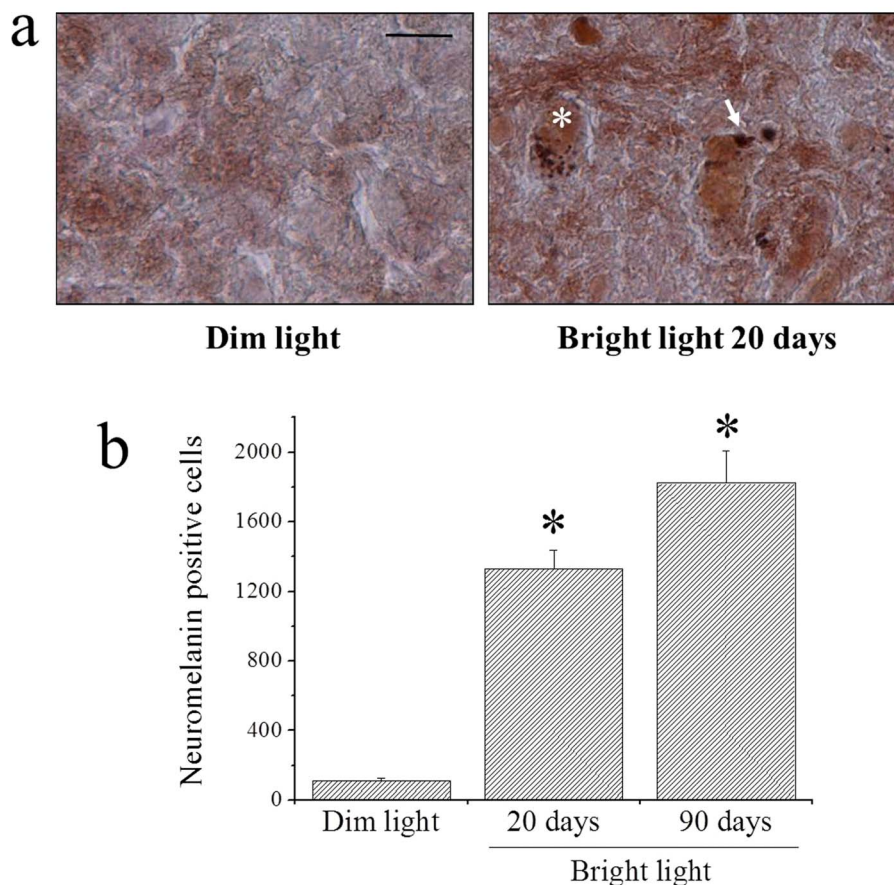 a
*
Dim light
Bright light 20 days
b
Neuromelanin positive cells
2000
1600
1200
800
400
0
*
*
Dim light
20 days
90 days
Bright light